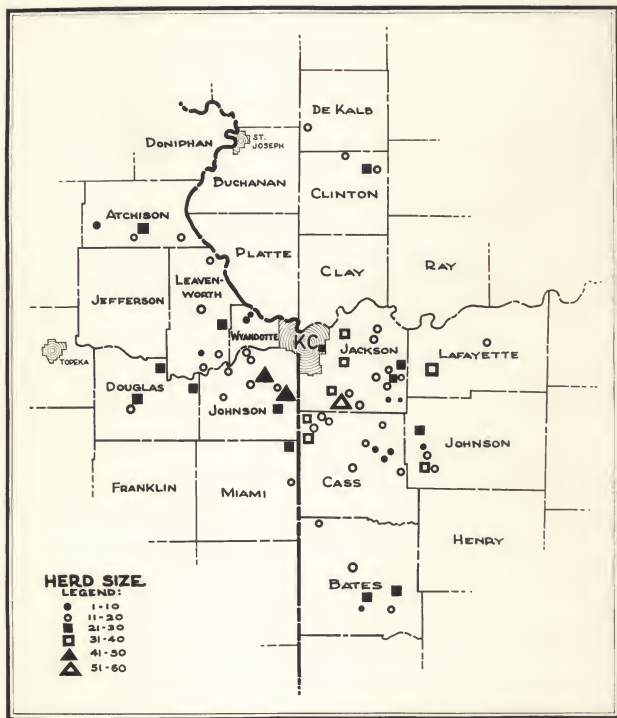 DE KALB
DONIPHAN
ST.
JOSEPH
BUCHANAN
CLINTON
ATCHISON
PLATTE
CLAY
RAY
LEAVEN-
WORTH
JEFFERSON
WYANDOTTE
KC
JACKSON
LAFAYETTE
TOPEKA
DOUGLAS
JOHNSON
JOHNSON
CASS
FRANKLIN
MIAMI
HENRY
BATES
HERD SIZE
LEGEND:
1-10
11-20
21-30
31-40
41-50
51-60